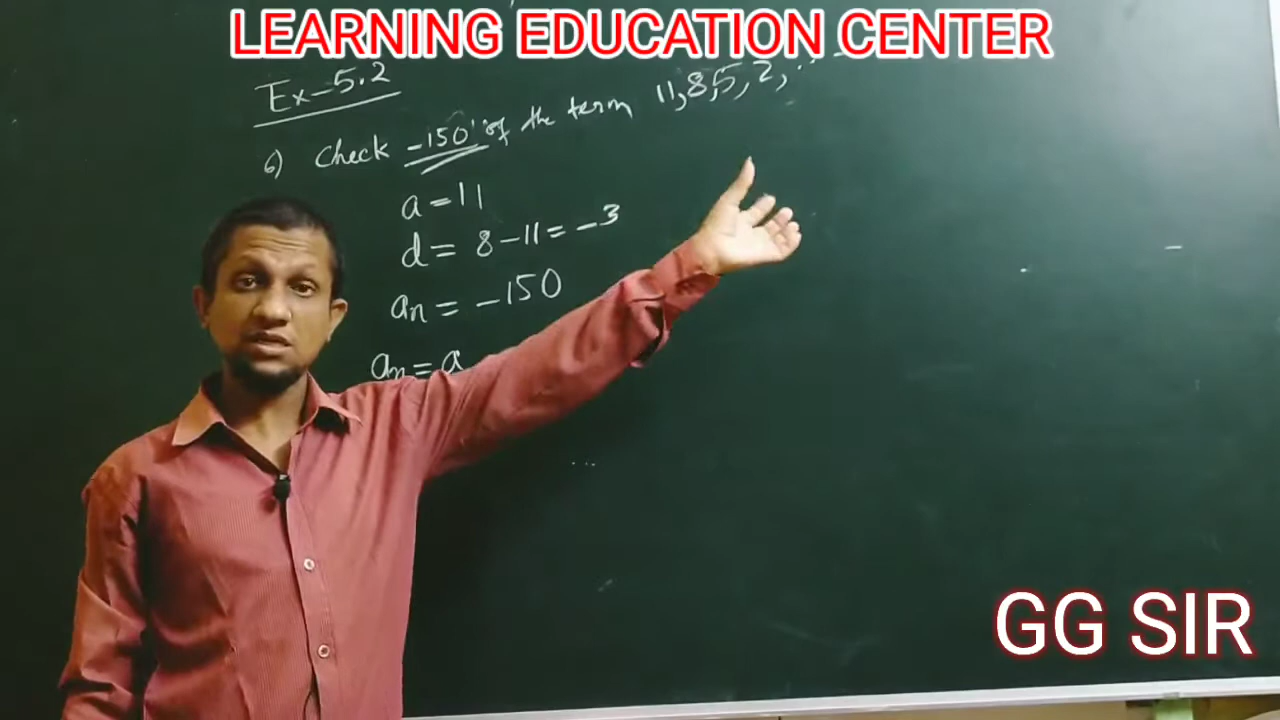 LEARNING EDUCATION CENTER
Ex-5.2
6) Check -150 of the term 11,8,5,2,...
a = 11
d = 8-11 = -3
an = -150
an = a
GG SIR